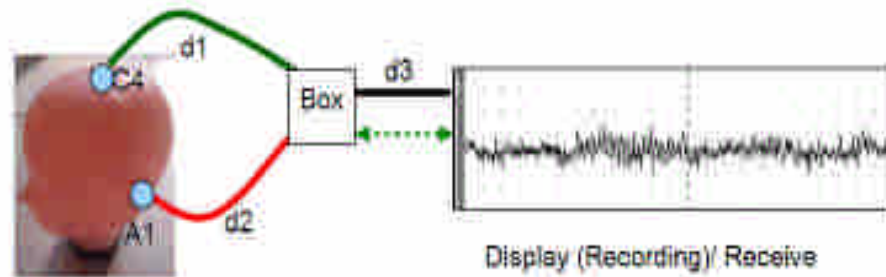 d1
C4
d3
Box
A1
d2
Display (Recording)/ Receive